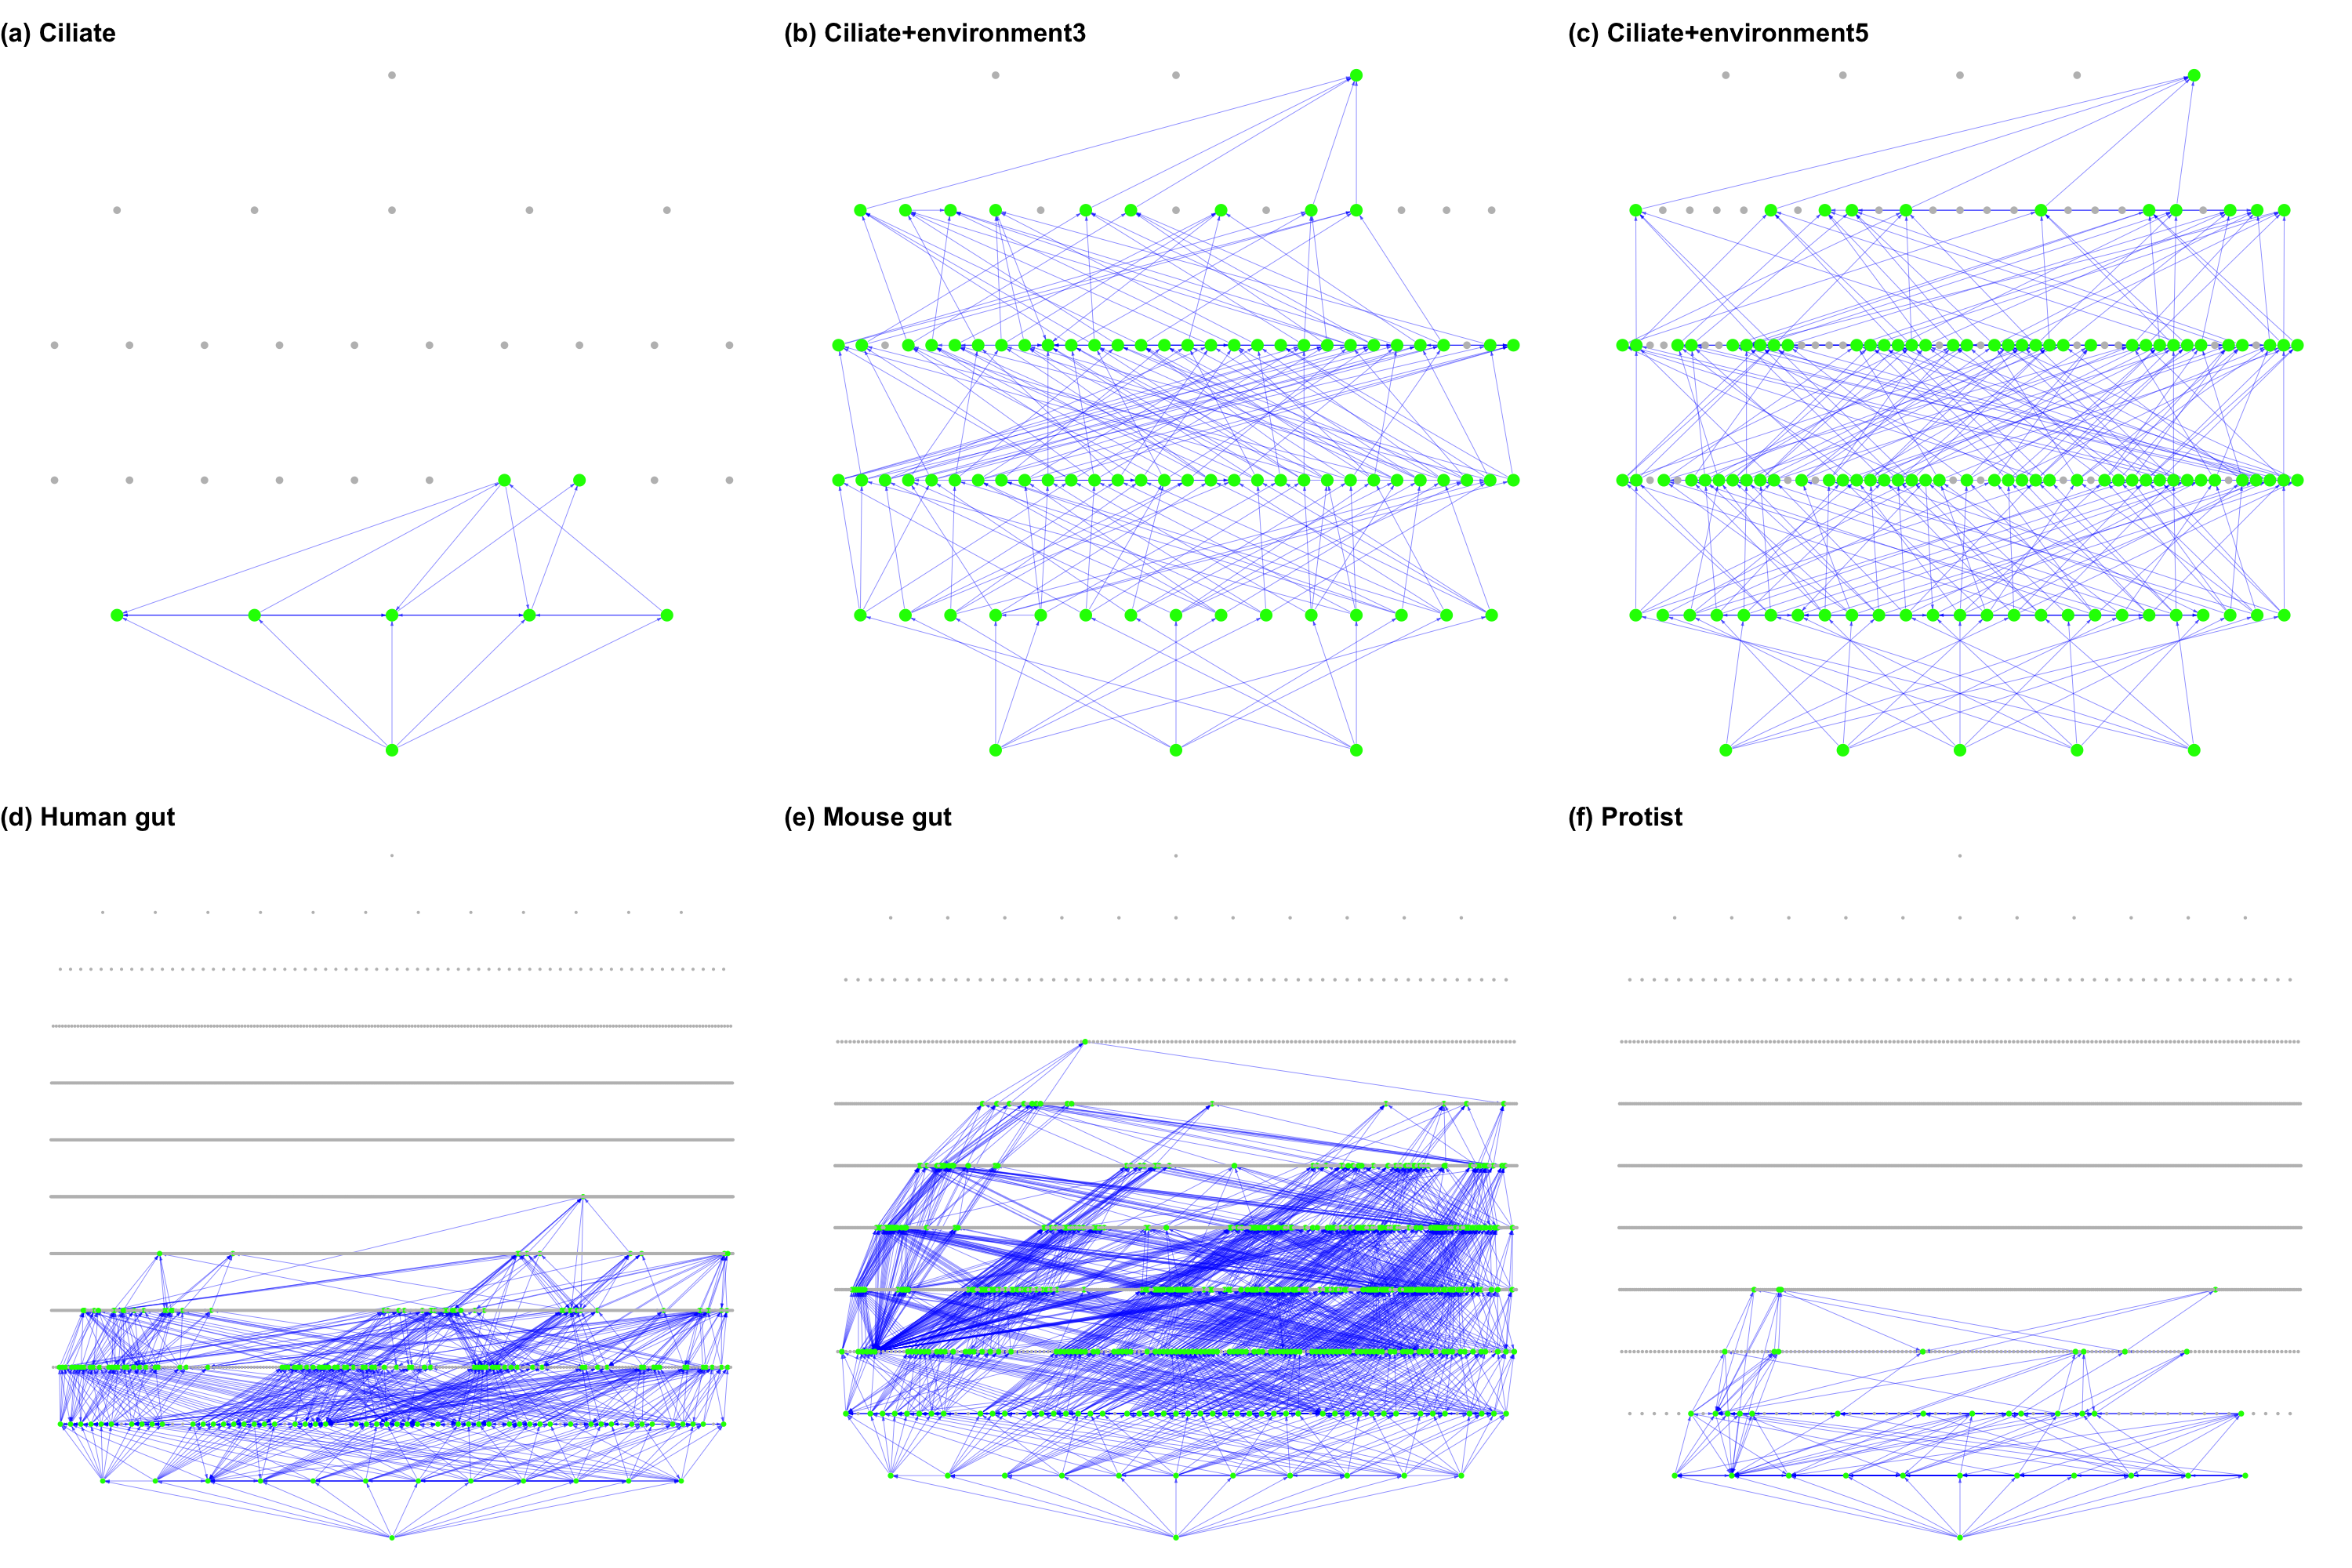 (a) Ciliate
(b) Ciliate+environment3
(c) Ciliate+environment5
(d) Human gut
(e) Mouse gut
(f) Protist